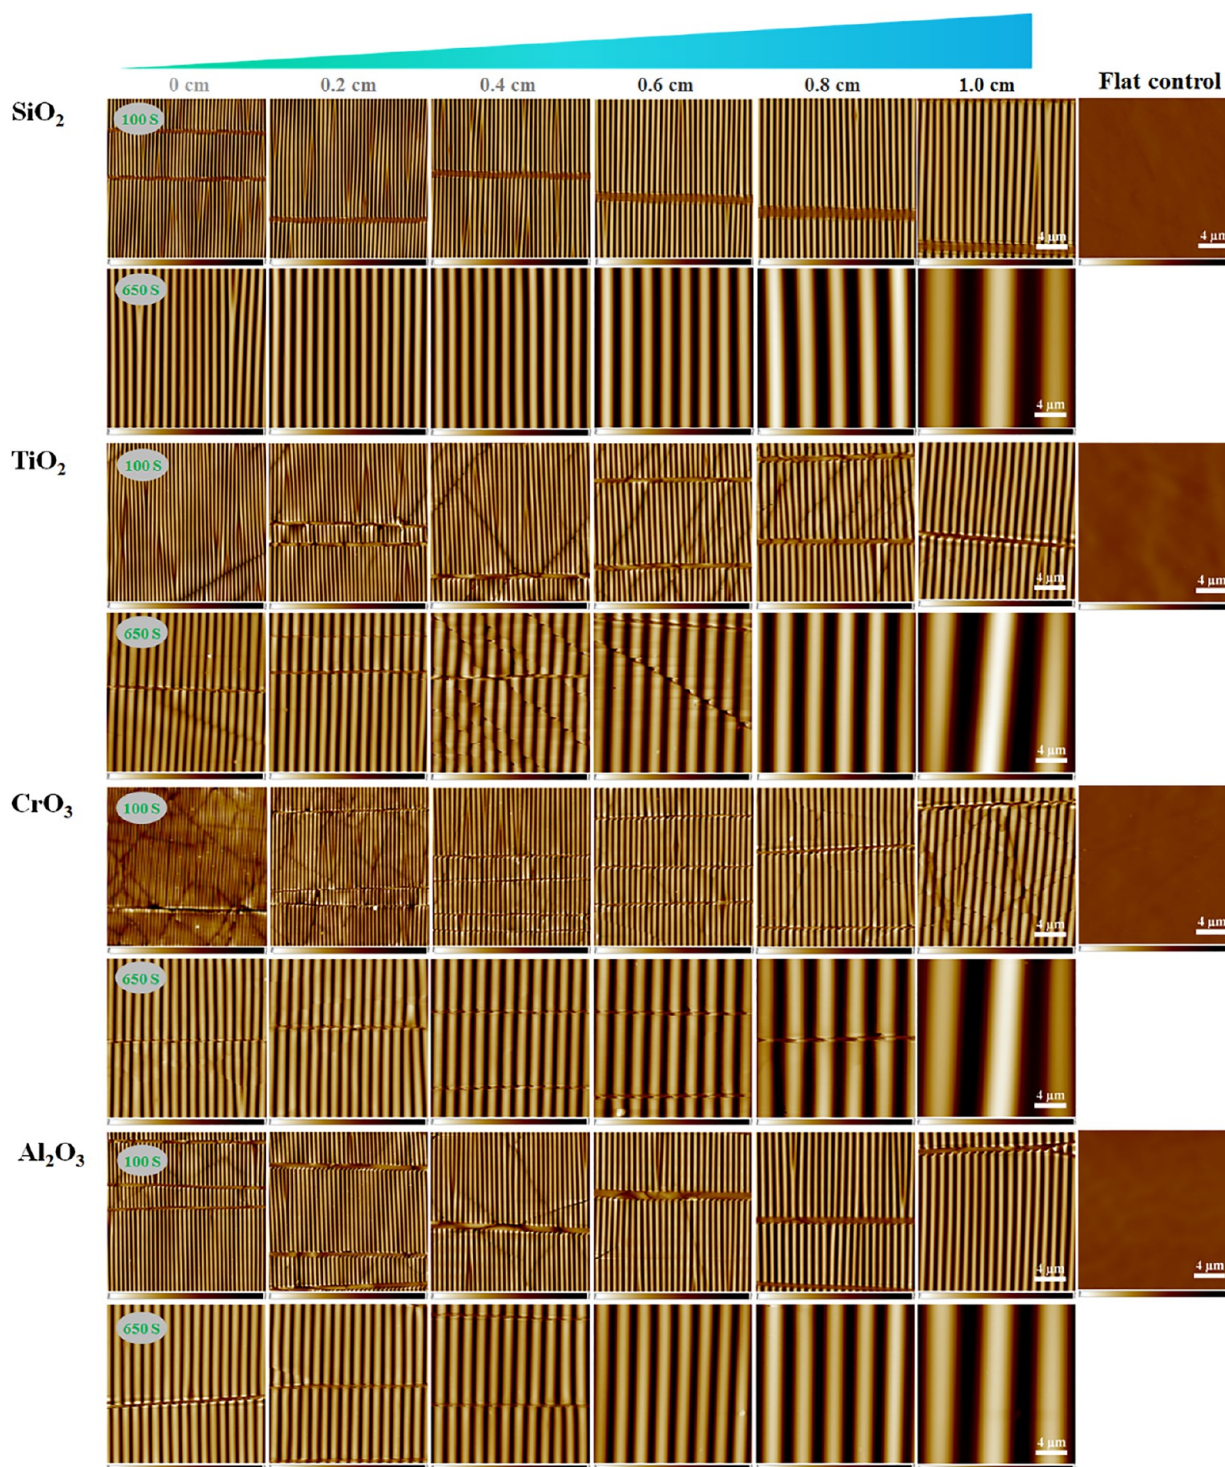 0 cm 0.2 cm 0.4 cm 0.6 cm 0.8 cm 1.0 cm Flat control
SiO₂
100 S
4 μm 4 μm
650 S
4 μm
TiO₂
100 S
4 μm 4 μm
650 S
4 μm
CrO₃
100 S
4 μm 4 μm
650 S
4 μm
Al₂O₃
100 S
4 μm 4 μm
650 S
4 μm